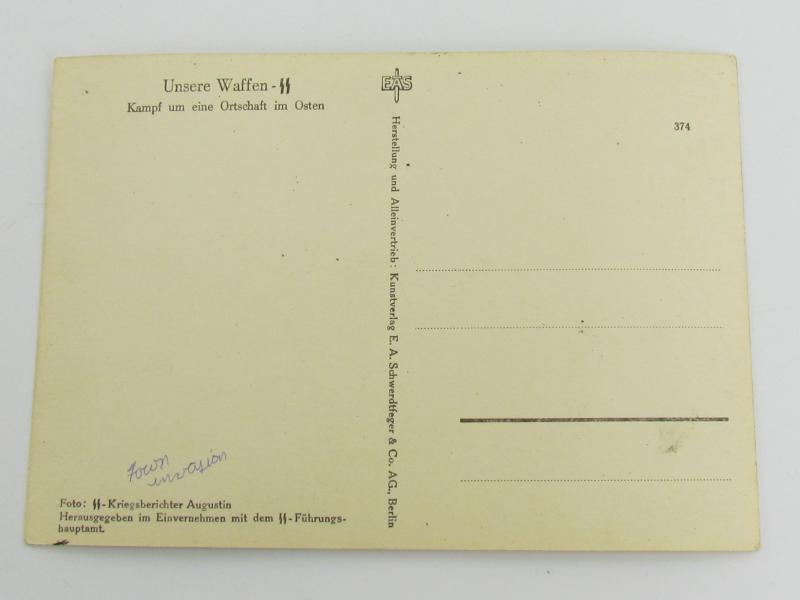 Unsere Waffen-ᛋᛋ
Kampf um eine Ortschaft im Osten
EAS
374
Herstellung und Alleinvertrieb: Kunstverlag E. A. Schwerdtfeger & Co. AG., Berlin
Town
invasion
Foto: ᛋᛋ-Kriegsberichter Augustin
Herausgegeben im Einvernehmen mit dem ᛋᛋ-Führungs-
hauptamt.